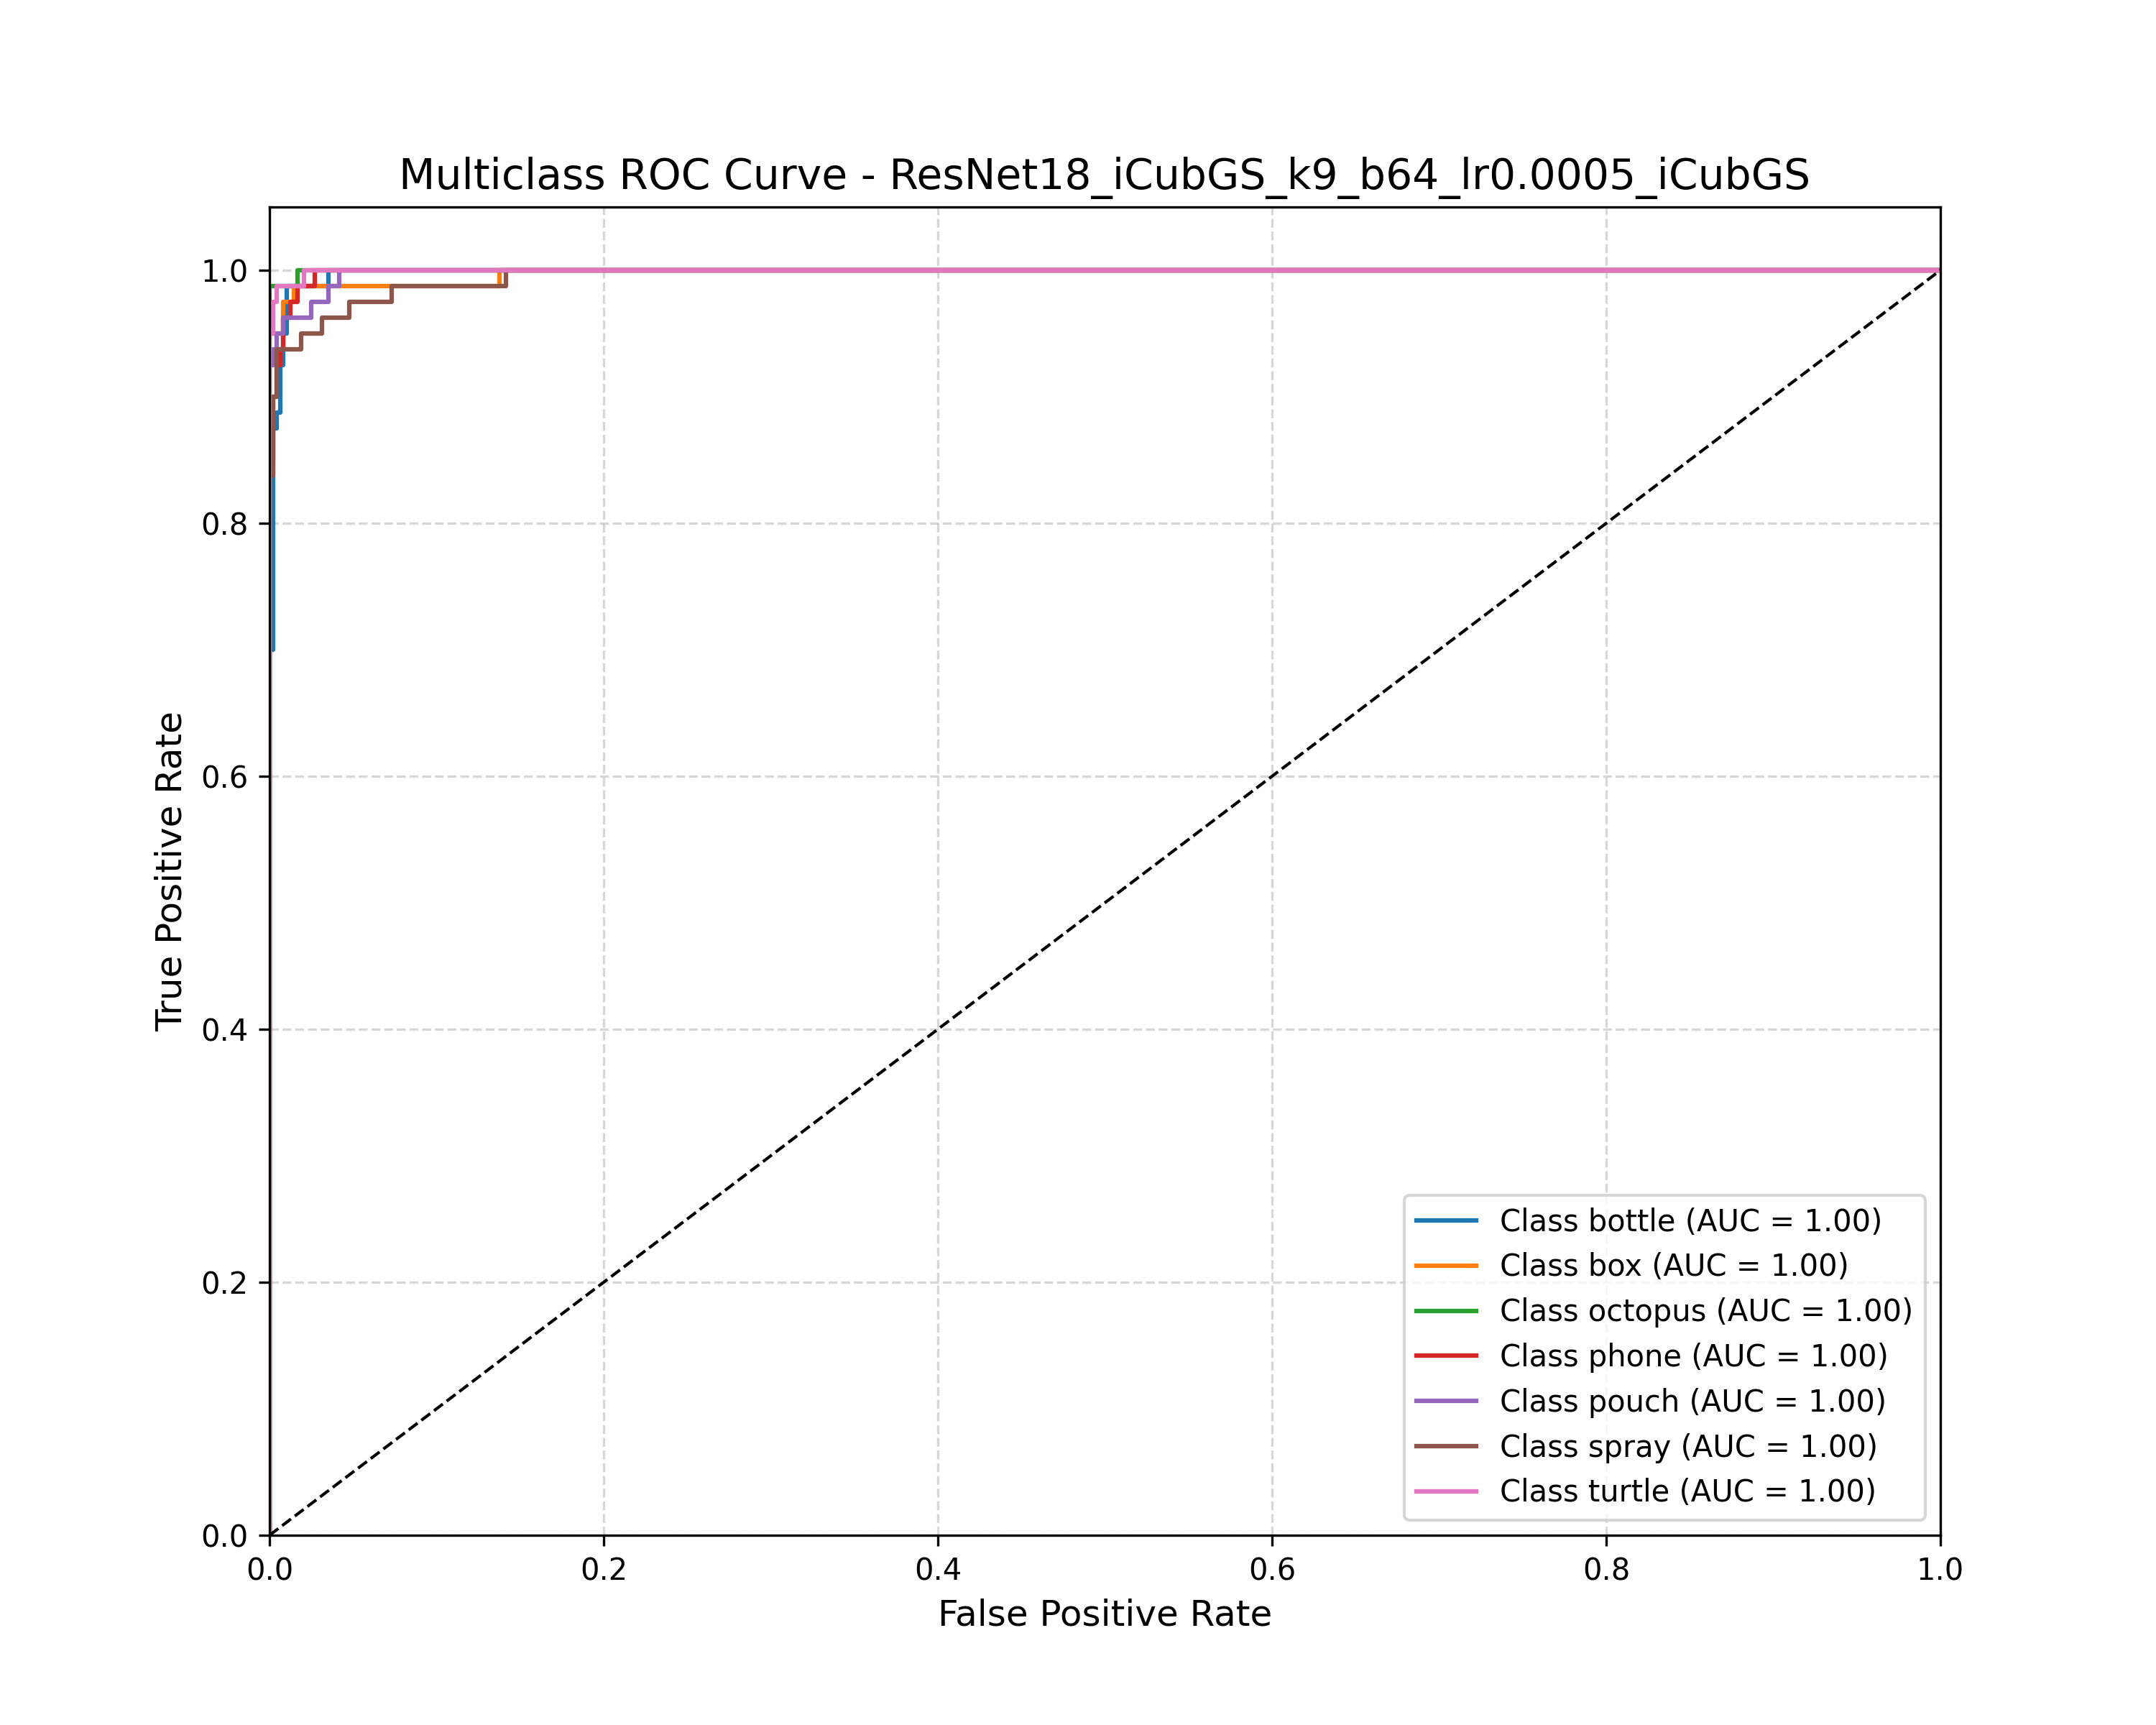 Multiclass ROC Curve - ResNet18_iCubGS_k9_b64_lr0.0005_iCubGS
True Positive Rate
1.0
0.8
0.6
0.4
0.2
0.0
Class bottle (AUC = 1.00)
Class box (AUC = 1.00)
Class octopus (AUC = 1.00)
Class phone (AUC = 1.00)
Class pouch (AUC = 1.00)
Class spray (AUC = 1.00)
Class turtle (AUC = 1.00)
0.0 0.2 0.4 0.6 0.8 1.0
False Positive Rate